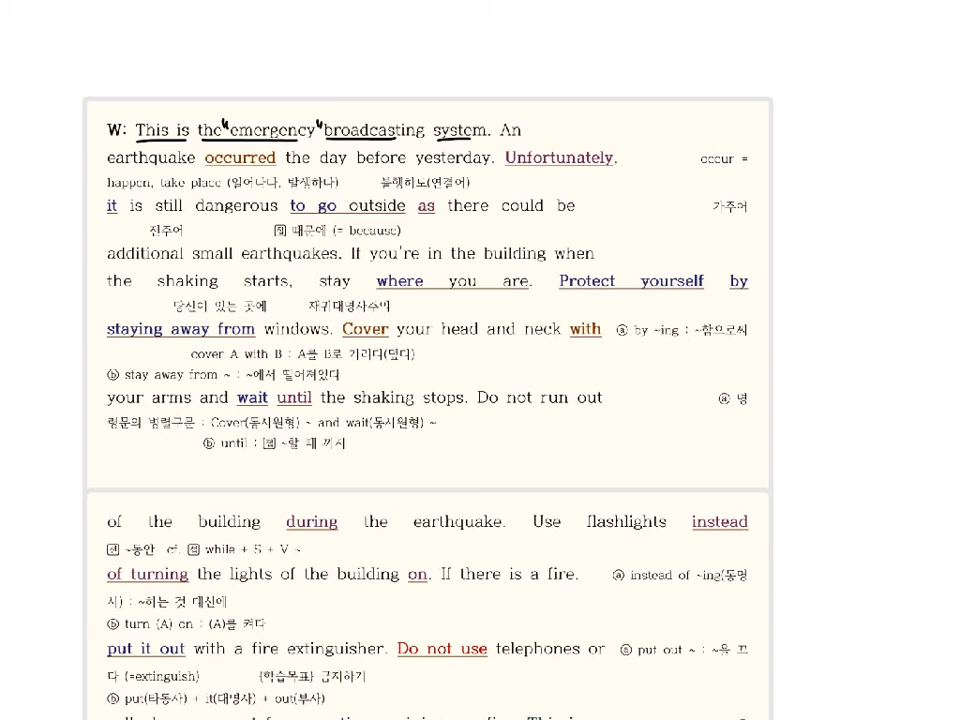 W: This is the emergency broadcasting system. An
earthquake occurred the day before yesterday. Unfortunately, occur =
happen, take place (일어나다, 발생하다) 불행히도(연결어)
it is still dangerous to go outside as there could be 가주어
진주어 접 때문에 (= because)
additional small earthquakes. If you're in the building when
the shaking starts, stay where you are. Protect yourself by
당신이 있는 곳에 재귀대명사주의
staying away from windows. Cover your head and neck with ⓐ by ~ing : ~함으로써
cover A with B : A를 B로 가리다(덮다)
ⓑ stay away from ~ : ~에서 떨어져있다
your arms and wait until the shaking stops. Do not run out ⓐ 명
령문의 병렬구문 : Cover(동사원형) ~ and wait(동사원형) ~
ⓑ until : 접 ~할 때 까지
of the building during the earthquake. Use flashlights instead
전 ~동안 cf. 접 while + S + V ~
of turning the lights of the building on. If there is a fire, ⓐ instead of ~ing(동명
사) : ~하는 것 대신에
ⓑ turn (A) on : (A)를 켜다
put it out with a fire extinguisher. Do not use telephones or ⓐ put out ~ : ~을 끄
다 (=extinguish) {학습목표} 금지하기
ⓑ put(타동사) + it(대명사) + out(부사)